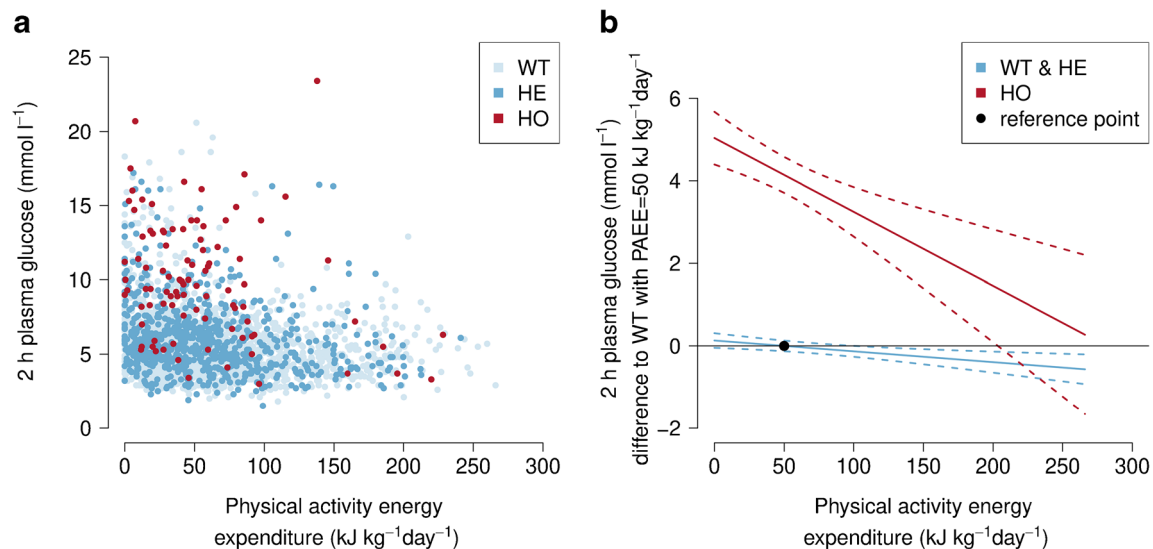 a
2 h plasma glucose (mmol l⁻¹)
25
20
15
10
5
0
WT
HE
HO
0 50 100 150 200 250 300
Physical activity energy
expenditure (kJ kg⁻¹day⁻¹)
b
2 h plasma glucose (mmol l⁻¹)
difference to WT with PAEE=50 kJ kg⁻¹day⁻¹
6
4
2
0
−2
WT & HE
HO
reference point
0 50 100 150 200 250 300
Physical activity energy
expenditure (kJ kg⁻¹day⁻¹)